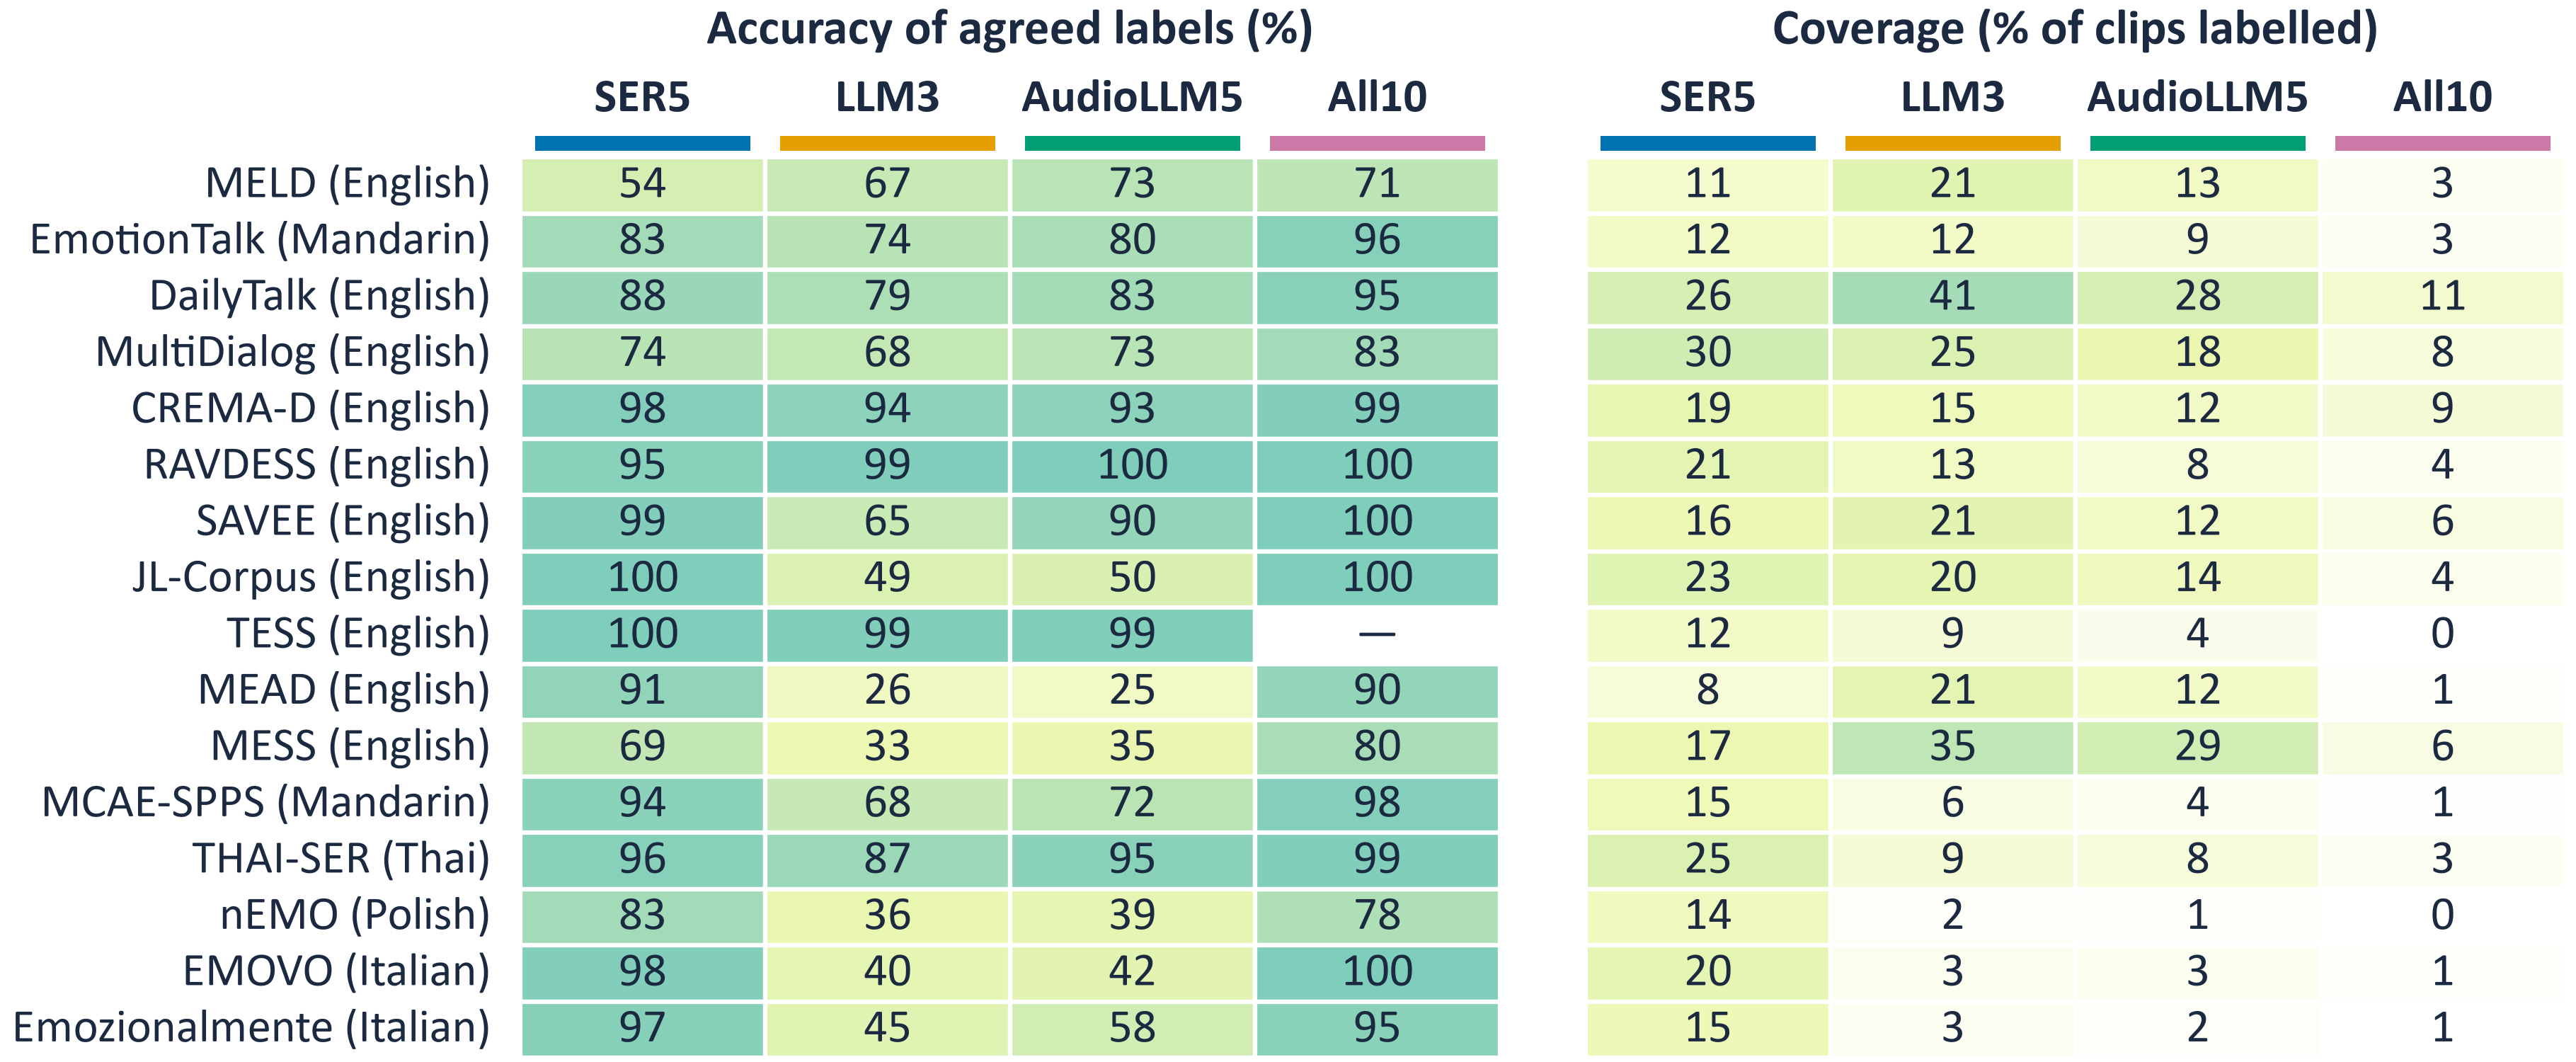 Accuracy of agreed labels (%) Coverage (% of clips labelled)
SER5 LLM3 AudioLLM5 All10 SER5 LLM3 AudioLLM5 All10
MELD (English) 54 67 73 71 11 21 13 3
EmotionTalk (Mandarin) 83 74 80 96 12 12 9 3
DailyTalk (English) 88 79 83 95 26 41 28 11
MultiDialog (English) 74 68 73 83 30 25 18 8
CREMA-D (English) 98 94 93 99 19 15 12 9
RAVDESS (English) 95 99 100 100 21 13 8 4
SAVEE (English) 99 65 90 100 16 21 12 6
JL-Corpus (English) 100 49 50 100 23 20 14 4
TESS (English) 100 99 99 — 12 9 4 0
MEAD (English) 91 26 25 90 8 21 12 1
MESS (English) 69 33 35 80 17 35 29 6
MCAE-SPPS (Mandarin) 94 68 72 98 15 6 4 1
THAI-SER (Thai) 96 87 95 99 25 9 8 3
nEMO (Polish) 83 36 39 78 14 2 1 0
EMOVO (Italian) 98 40 42 100 20 3 3 1
Emozionalmente (Italian) 97 45 58 95 15 3 2 1